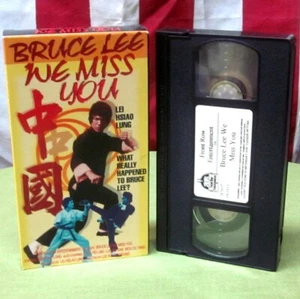 BRUCE LEE
WE MISS
YOU
中
國
LEI
HSIAO
LUNG
WHAT
REALLY
HAPPENED
TO BRUCE
LEE?
Front Row
Entertainment
Bruce Lee We
Miss You